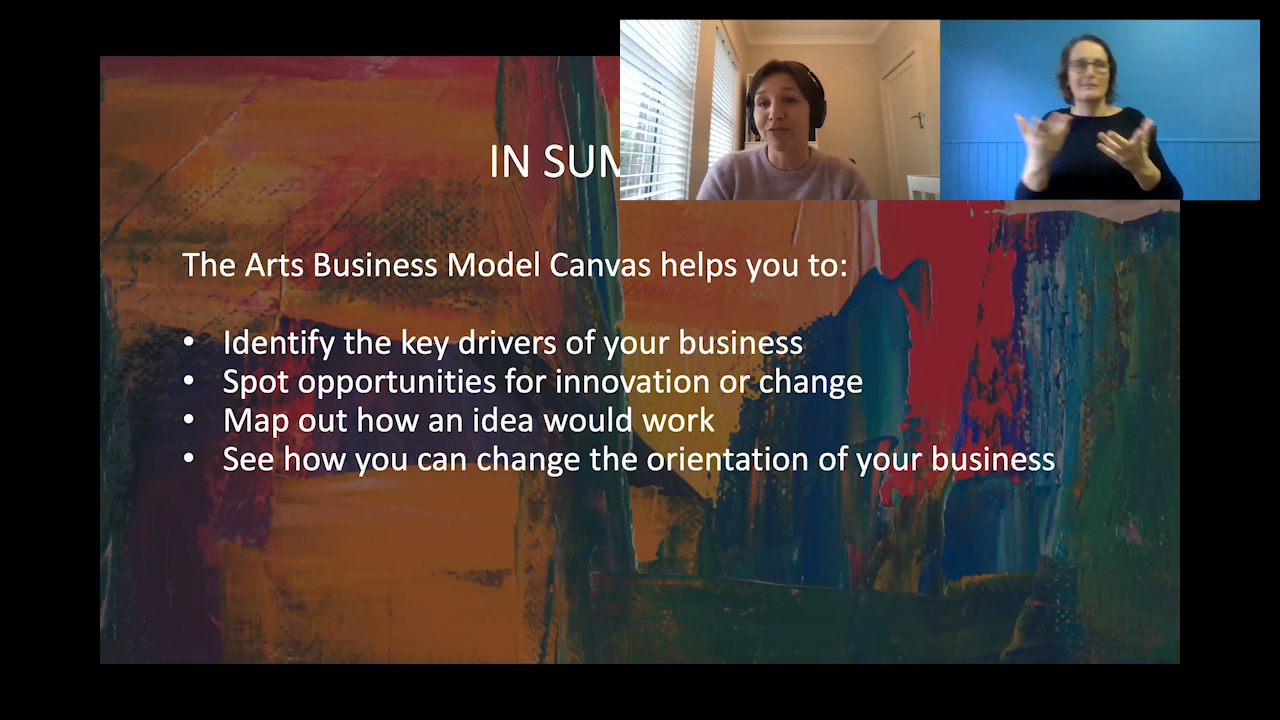 IN SUM
The Arts Business Model Canvas helps you to:
• Identify the key drivers of your business
• Spot opportunities for innovation or change
• Map out how an idea would work
• See how you can change the orientation of your business